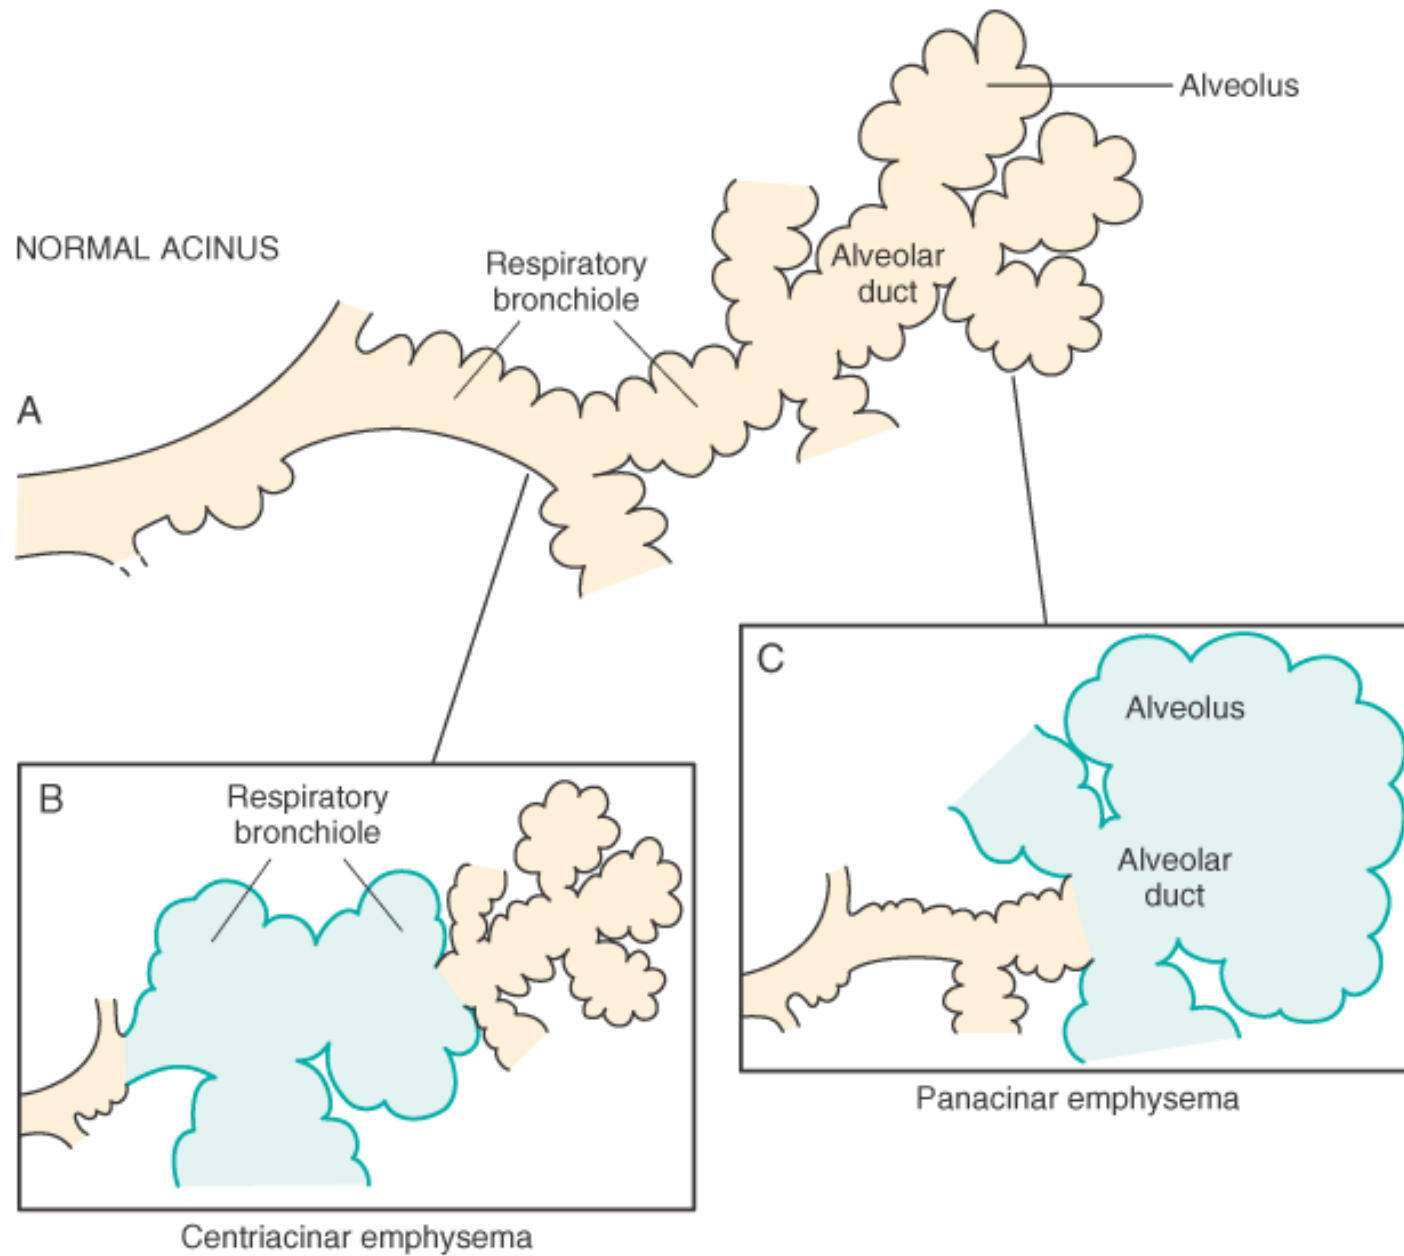 Alveolus
NORMAL ACINUS
Respiratory
bronchiole
Alveolar
duct
A
B
Respiratory
bronchiole
Centriacinar emphysema
C
Alveolus
Alveolar
duct
Panacinar emphysema